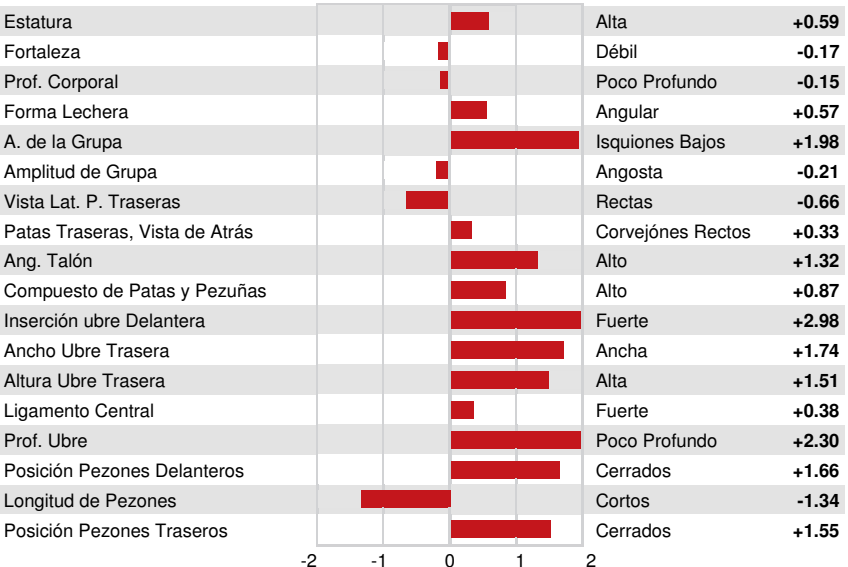 Estatura Alta +0.59
Fortaleza Débil -0.17
Prof. Corporal Poco Profundo -0.15
Forma Lechera Angular +0.57
A. de la Grupa Isquiones Bajos +1.98
Amplitud de Grupa Angosta -0.21
Vista Lat. P. Traseras Rectas -0.66
Patas Traseras, Vista de Atrás Corvejónes Rectos +0.33
Ang. Talón Alto +1.32
Compuesto de Patas y Pezuñas Alto +0.87
Inserción ubre Delantera Fuerte +2.98
Ancho Ubre Trasera Ancha +1.74
Altura Ubre Trasera Alta +1.51
Ligamento Central Fuerte +0.38
Prof. Ubre Poco Profundo +2.30
Posición Pezones Delanteros Cerrados +1.66
Longitud de Pezones Cortos -1.34
Posición Pezones Traseros Cerrados +1.55
-2 -1 0 1 2